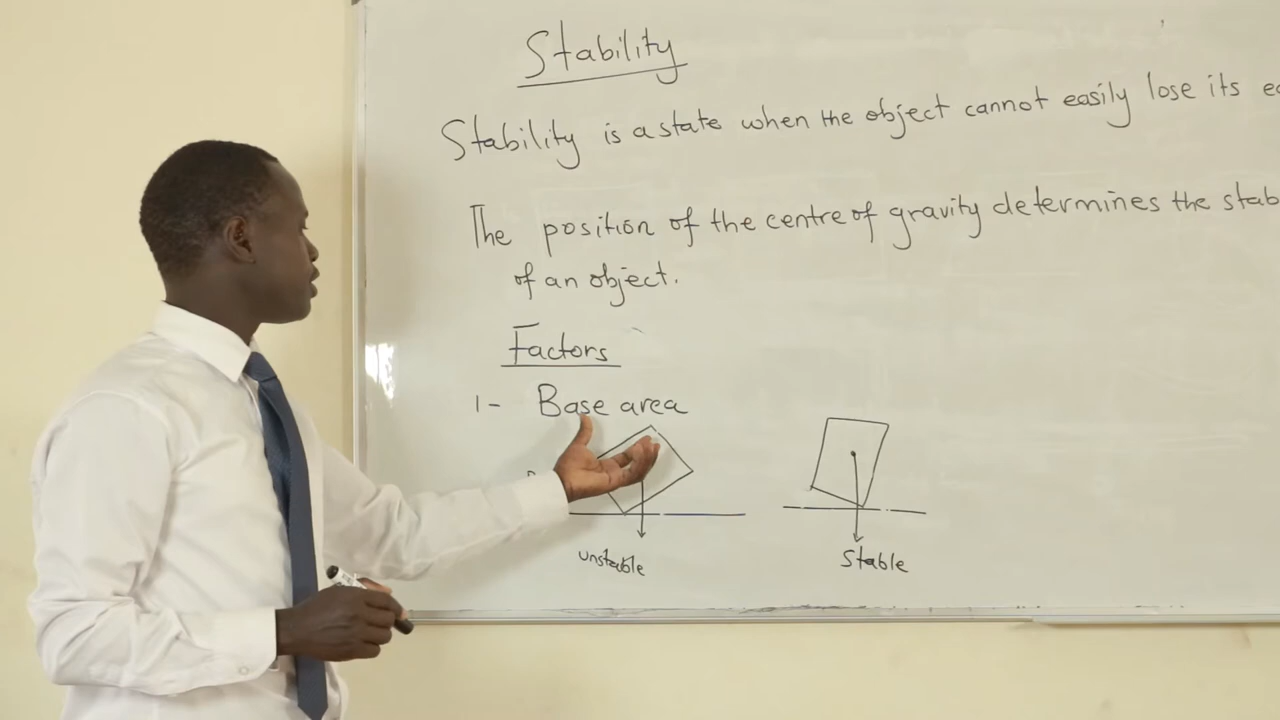 Stability
Stability is a state when the object cannot easily lose its
The position of the centre of gravity determines the stab
of an object.
Factors
1- Base area
unstable
Stable